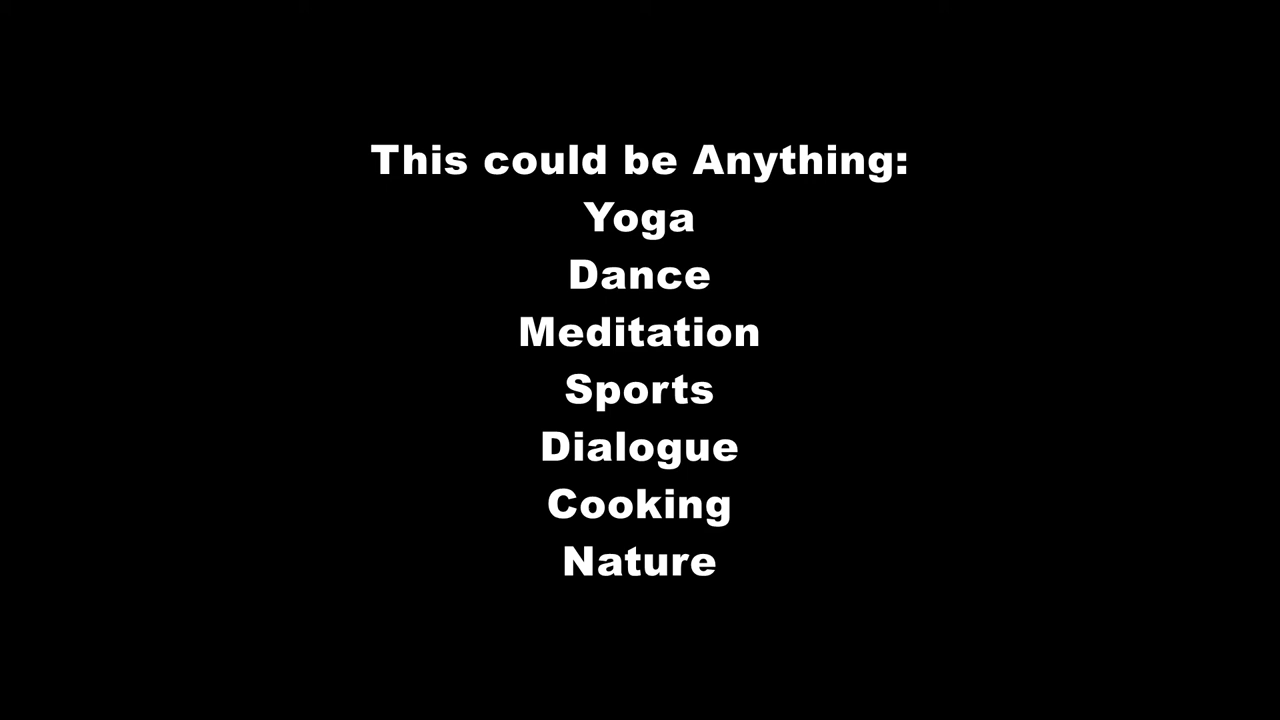 This could be Anything:
Yoga
Dance
Meditation
Sports
Dialogue
Cooking
Nature